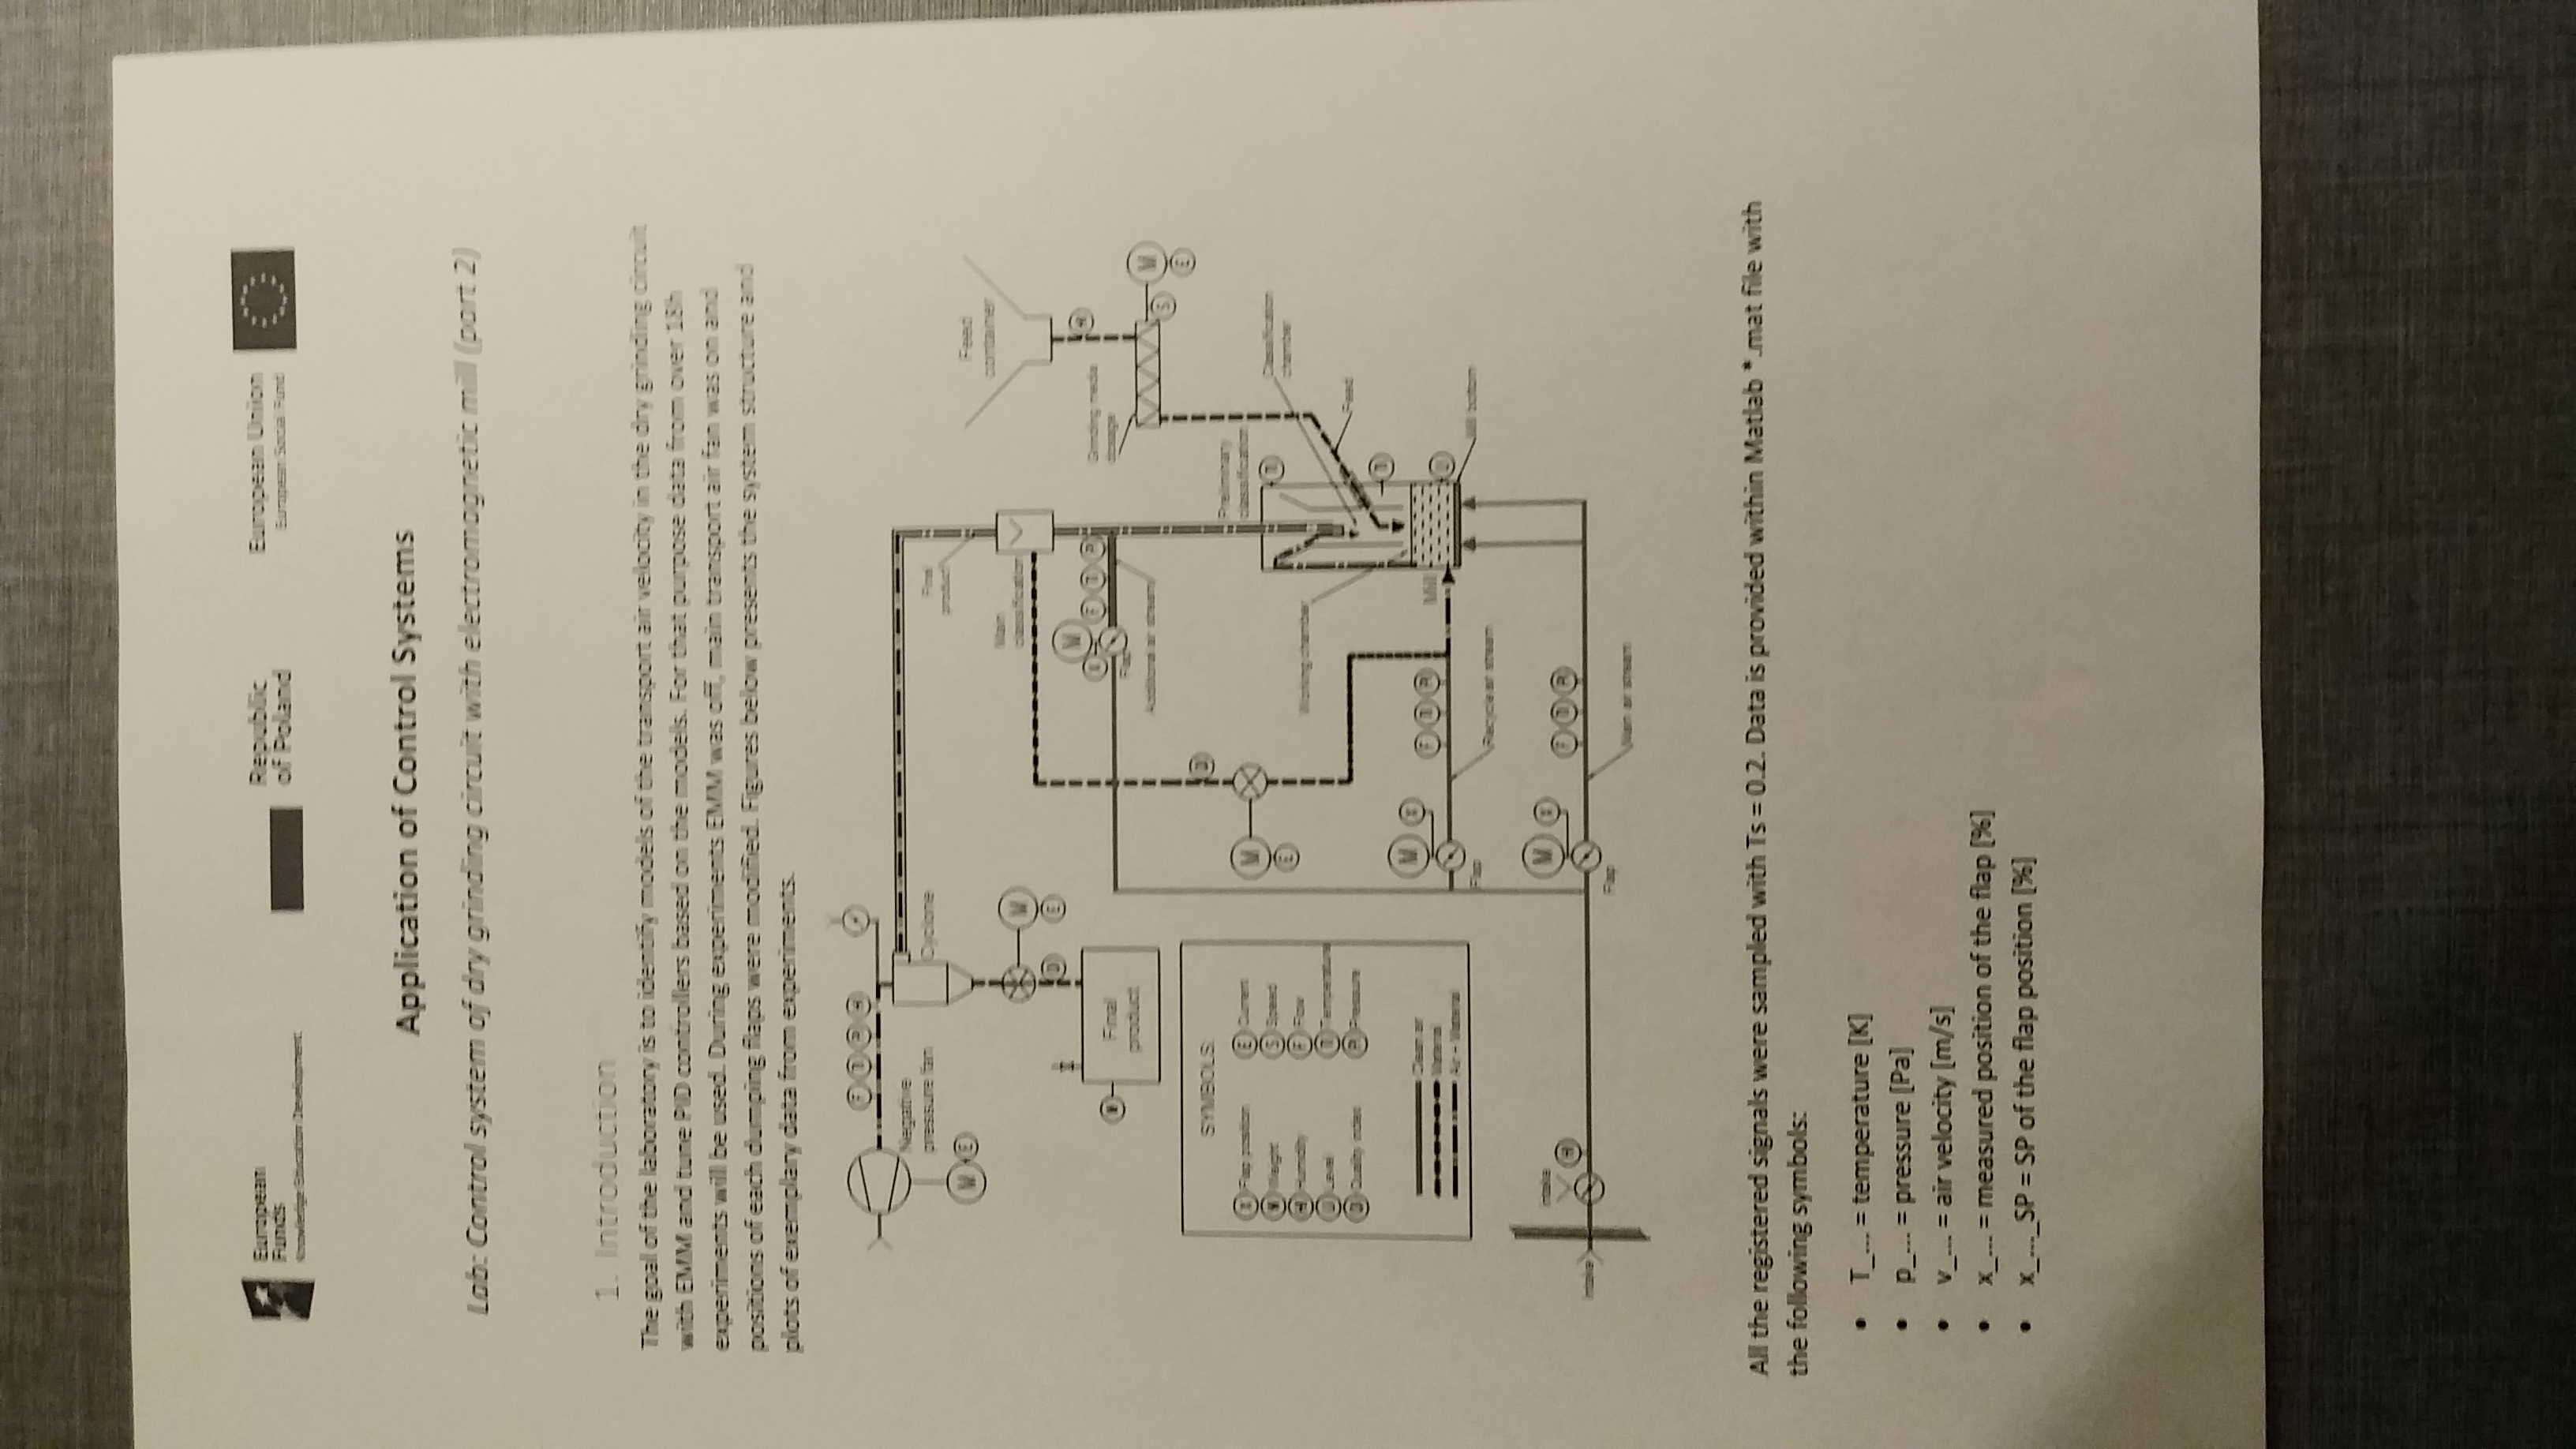 European
Funds
Knowledge Education Development
Republic
of Poland
European Union
European Social Fund
Application of Control Systems
Lab: Control system of dry grinding circuit with electromagnetic mill (part 2)
1. Introduction
The goal of the laboratory is to identify models of the transport air velocity in the dry grinding circuit
with EMM and tune PID controllers based on the models. For that purpose data from over 18h
experiments will be used. During experiments EMM was off, main transport air fan was on and
positions of each dumping flaps were modified. Figures below presents the system structure and
plots of exemplary data from experiments.
F T P H
Negative
pressure fan
M E
Cyclone
Final
product
Feed
container
Main
classification
M
E
Final
product
M
F T P
Flap
Additional air stream
Grinding media
dosage
M
S
E
SYMBOLS:
Flap position
Weight
Humidity
Level
Quality index
E Current
S Speed
F Flow
T Temperature
P Pressure
Clean air
Material
Air + Material
M
E
Preliminary
classification
Classification
chamber
Working chamber
Feed
M
Flap
Mill
Recycle air stream
Mill bottom
Intake
Intake
M
Flap
Main air stream
All the registered signals were sampled with Ts = 0.2. Data is provided within Matlab *.mat file with
the following symbols:
• T_... = temperature [K]
• p_... = pressure [Pa]
• v_... = air velocity [m/s]
• x_... = measured position of the flap [%]
• x_..._SP = SP of the flap position [%]